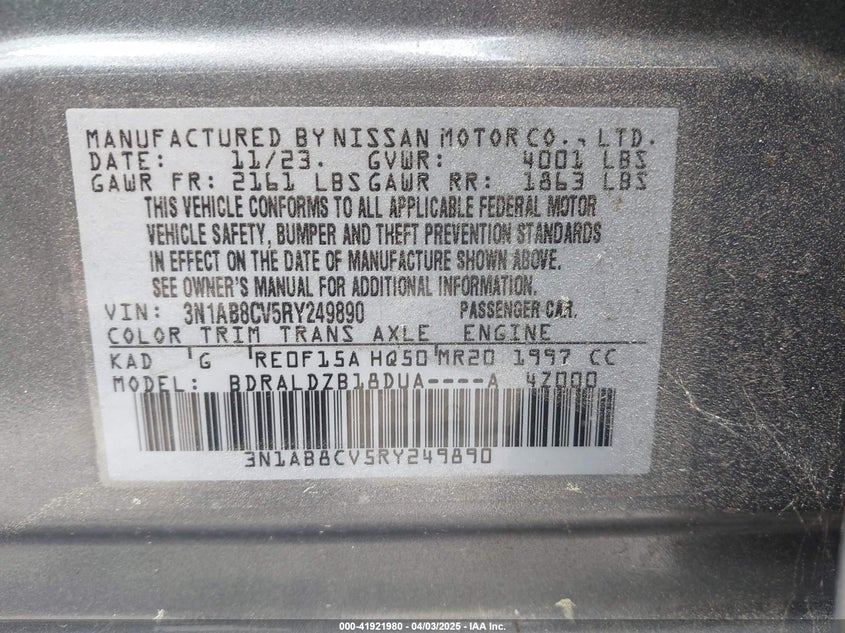 MANUFACTURED BY NISSAN MOTOR CO., LTD.
DATE: 11/23. GVWR: 4001 LBS
GAWR FR: 2161 LBS GAWR RR: 1863 LBS
THIS VEHICLE CONFORMS TO ALL APPLICABLE FEDERAL MOTOR
VEHICLE SAFETY, BUMPER AND THEFT PREVENTION STANDARDS
IN EFFECT ON THE DATE OF MANUFACTURE SHOWN ABOVE.
SEE OWNER'S MANUAL FOR ADDITIONAL INFORMATION.
VIN: 3N1AB8CV5RY249890 PASSENGER CAR.
COLOR TRIM TRANS AXLE ENGINE
KAD G RE0F15A HQ50 MR20 1997 CC
MODEL: BDRALDZB18DUA----A 4Z000
3N1AB8CV5RY249890
000-41921980 - 04/03/2025 - IAA Inc.